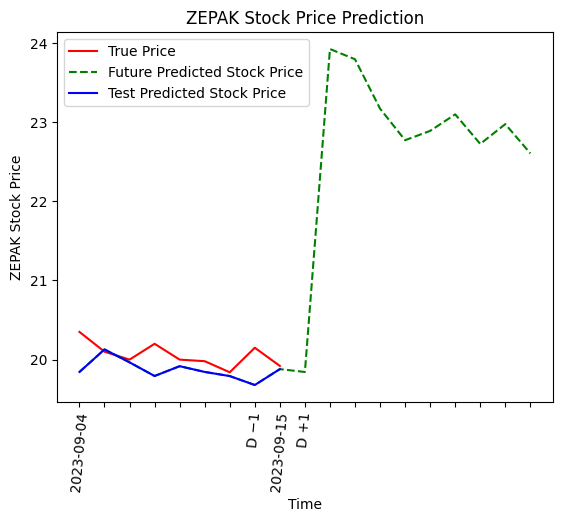 ZEPAK Stock Price Prediction
True Price
Future Predicted Stock Price
Test Predicted Stock Price
ZEPAK Stock Price
24
23
22
21
20
2023-09-04
D −1
2023-09-15
D +1
Time